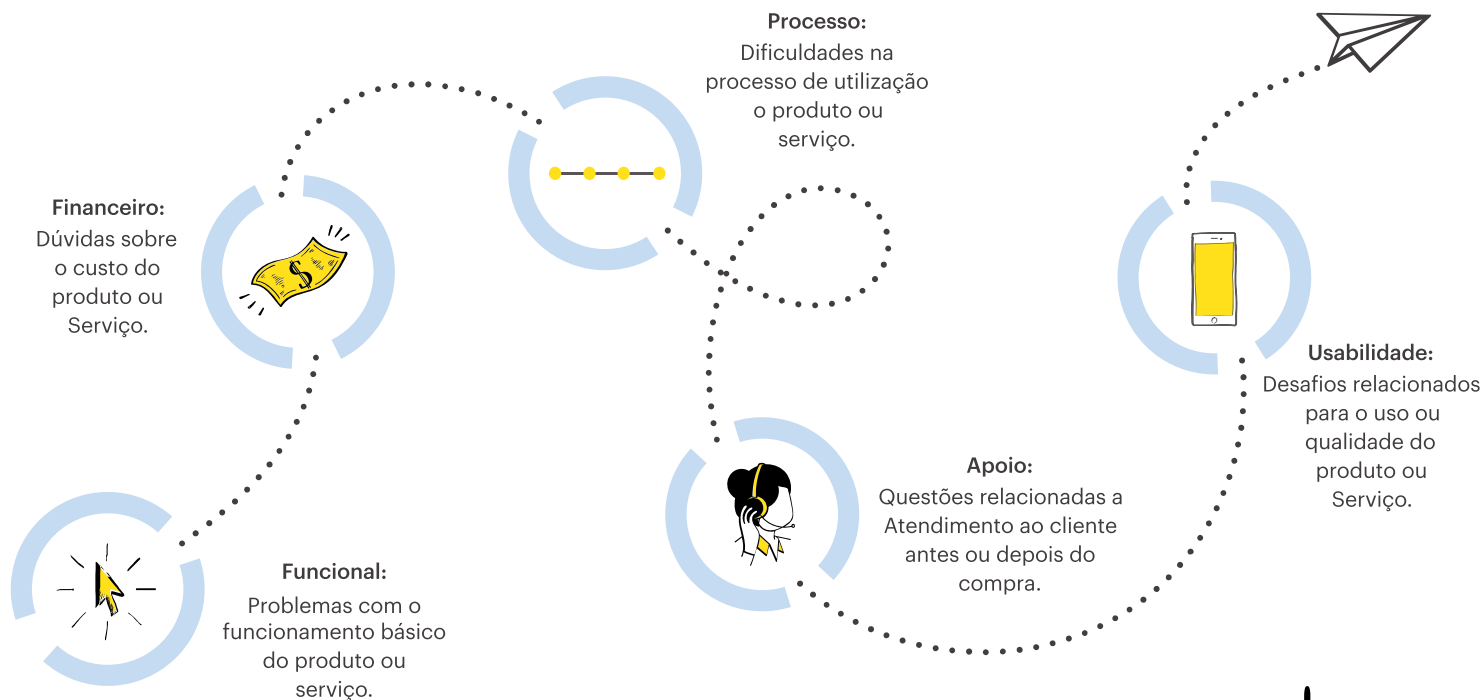 Processo:
Dificuldades na
processo de utilização
o produto ou
serviço.
Financeiro:
Dúvidas sobre
o custo do
produto ou
Serviço.
Usabilidade:
Desafios relacionados
para o uso ou
qualidade do
produto ou
Serviço.
Apoio:
Questões relacionadas a
Atendimento ao cliente
antes ou depois do
compra.
Funcional:
Problemas com o
funcionamento básico
do produto ou
serviço.